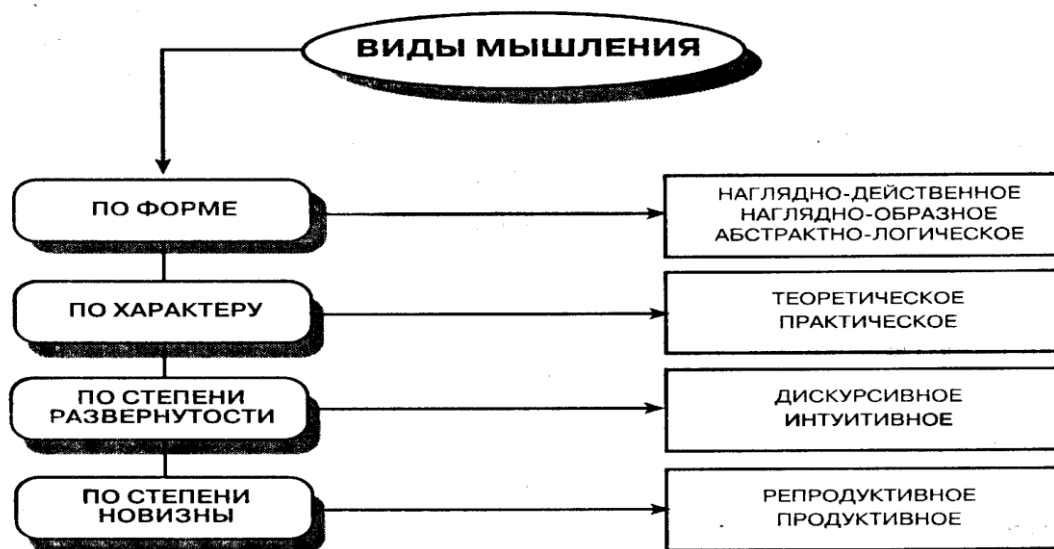 ВИДЫ МЫШЛЕНИЯ
ПО ФОРМЕ
НАГЛЯДНО-ДЕЙСТВЕННОЕ
НАГЛЯДНО-ОБРАЗНОЕ
АБСТРАКТНО-ЛОГИЧЕСКОЕ
ПО ХАРАКТЕРУ
ТЕОРЕТИЧЕСКОЕ
ПРАКТИЧЕСКОЕ
ПО СТЕПЕНИ
РАЗВЕРНУТОСТИ
ДИСКУРСИВНОЕ
ИНТУИТИВНОЕ
ПО СТЕПЕНИ
НОВИЗНЫ
РЕПРОДУКТИВНОЕ
ПРОДУКТИВНОЕ